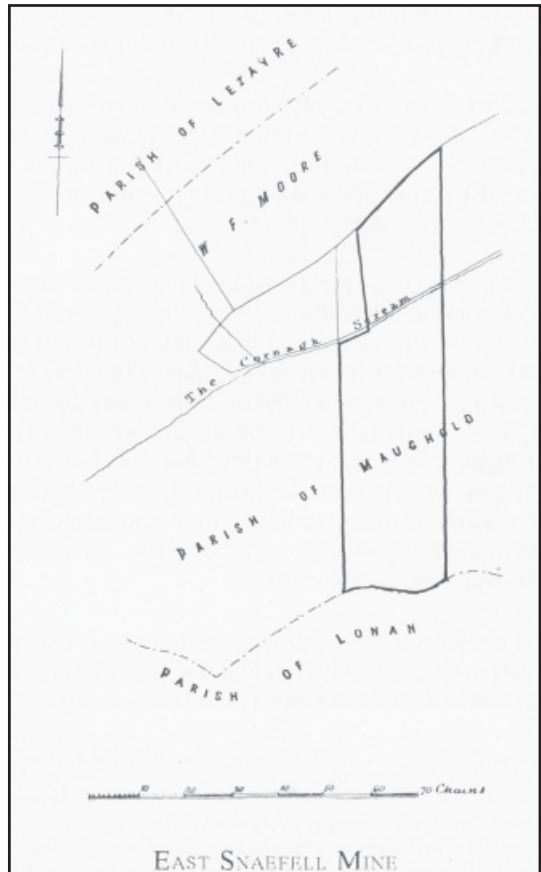 PARISH OF LEZAYRE
W F. MOORE
The Cornagh Stream
PARISH OF MAUGHOLD
PARISH OF LONAN
10 20 30 40 50 60 70 Chains
EAST SNAEFELL MINE